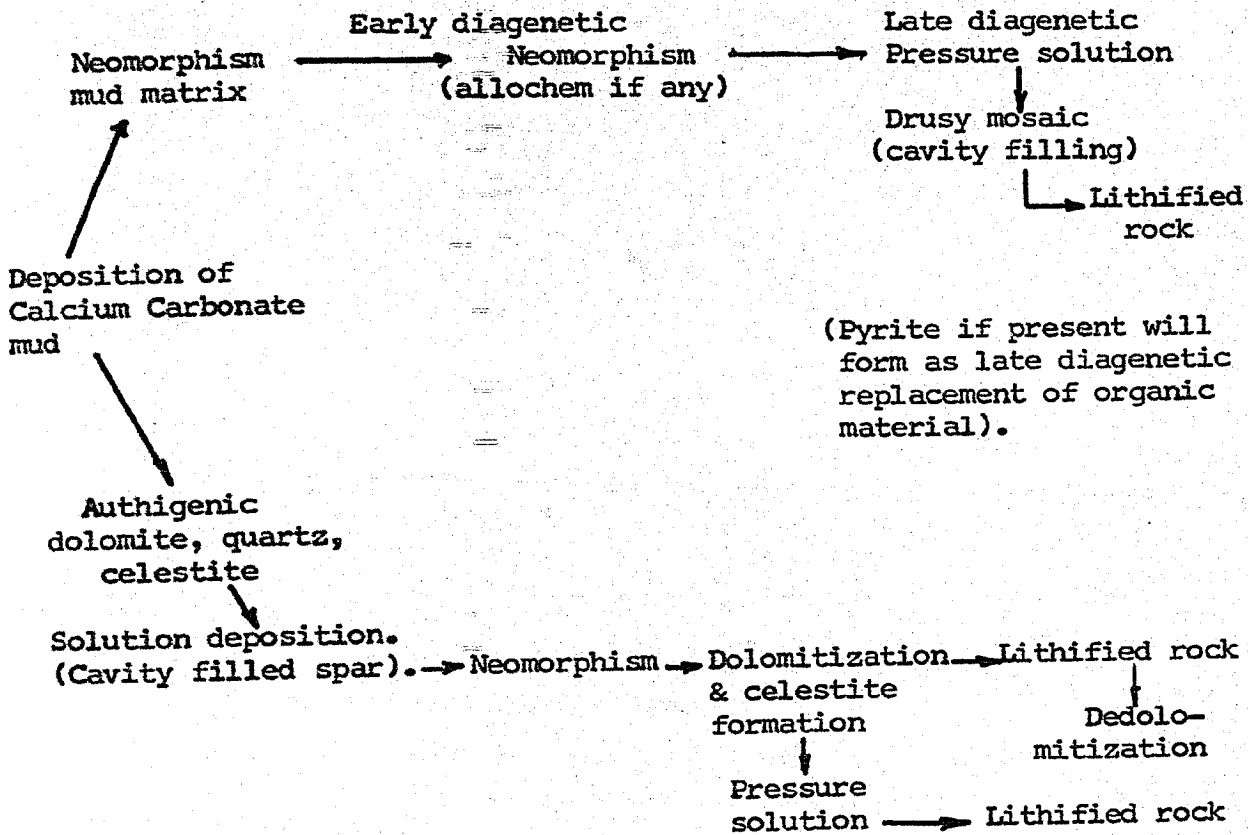 Early diagenetic
Neomorphism
mud matrix
Neomorphism
(allochem if any)
Late diagenetic
Pressure solution
Drusy mosaic
(cavity filling)
Lithified
rock
Deposition of
Calcium Carbonate
mud
(Pyrite if present will
form as late diagenetic
replacement of organic
material).
Authigenic
dolomite, quartz,
celestite
Solution deposition.
(Cavity filled spar).
Neomorphism
Dolomitization
& celestite
formation
Lithified rock
Dedolo-
mitization
Pressure
solution
Lithified rock